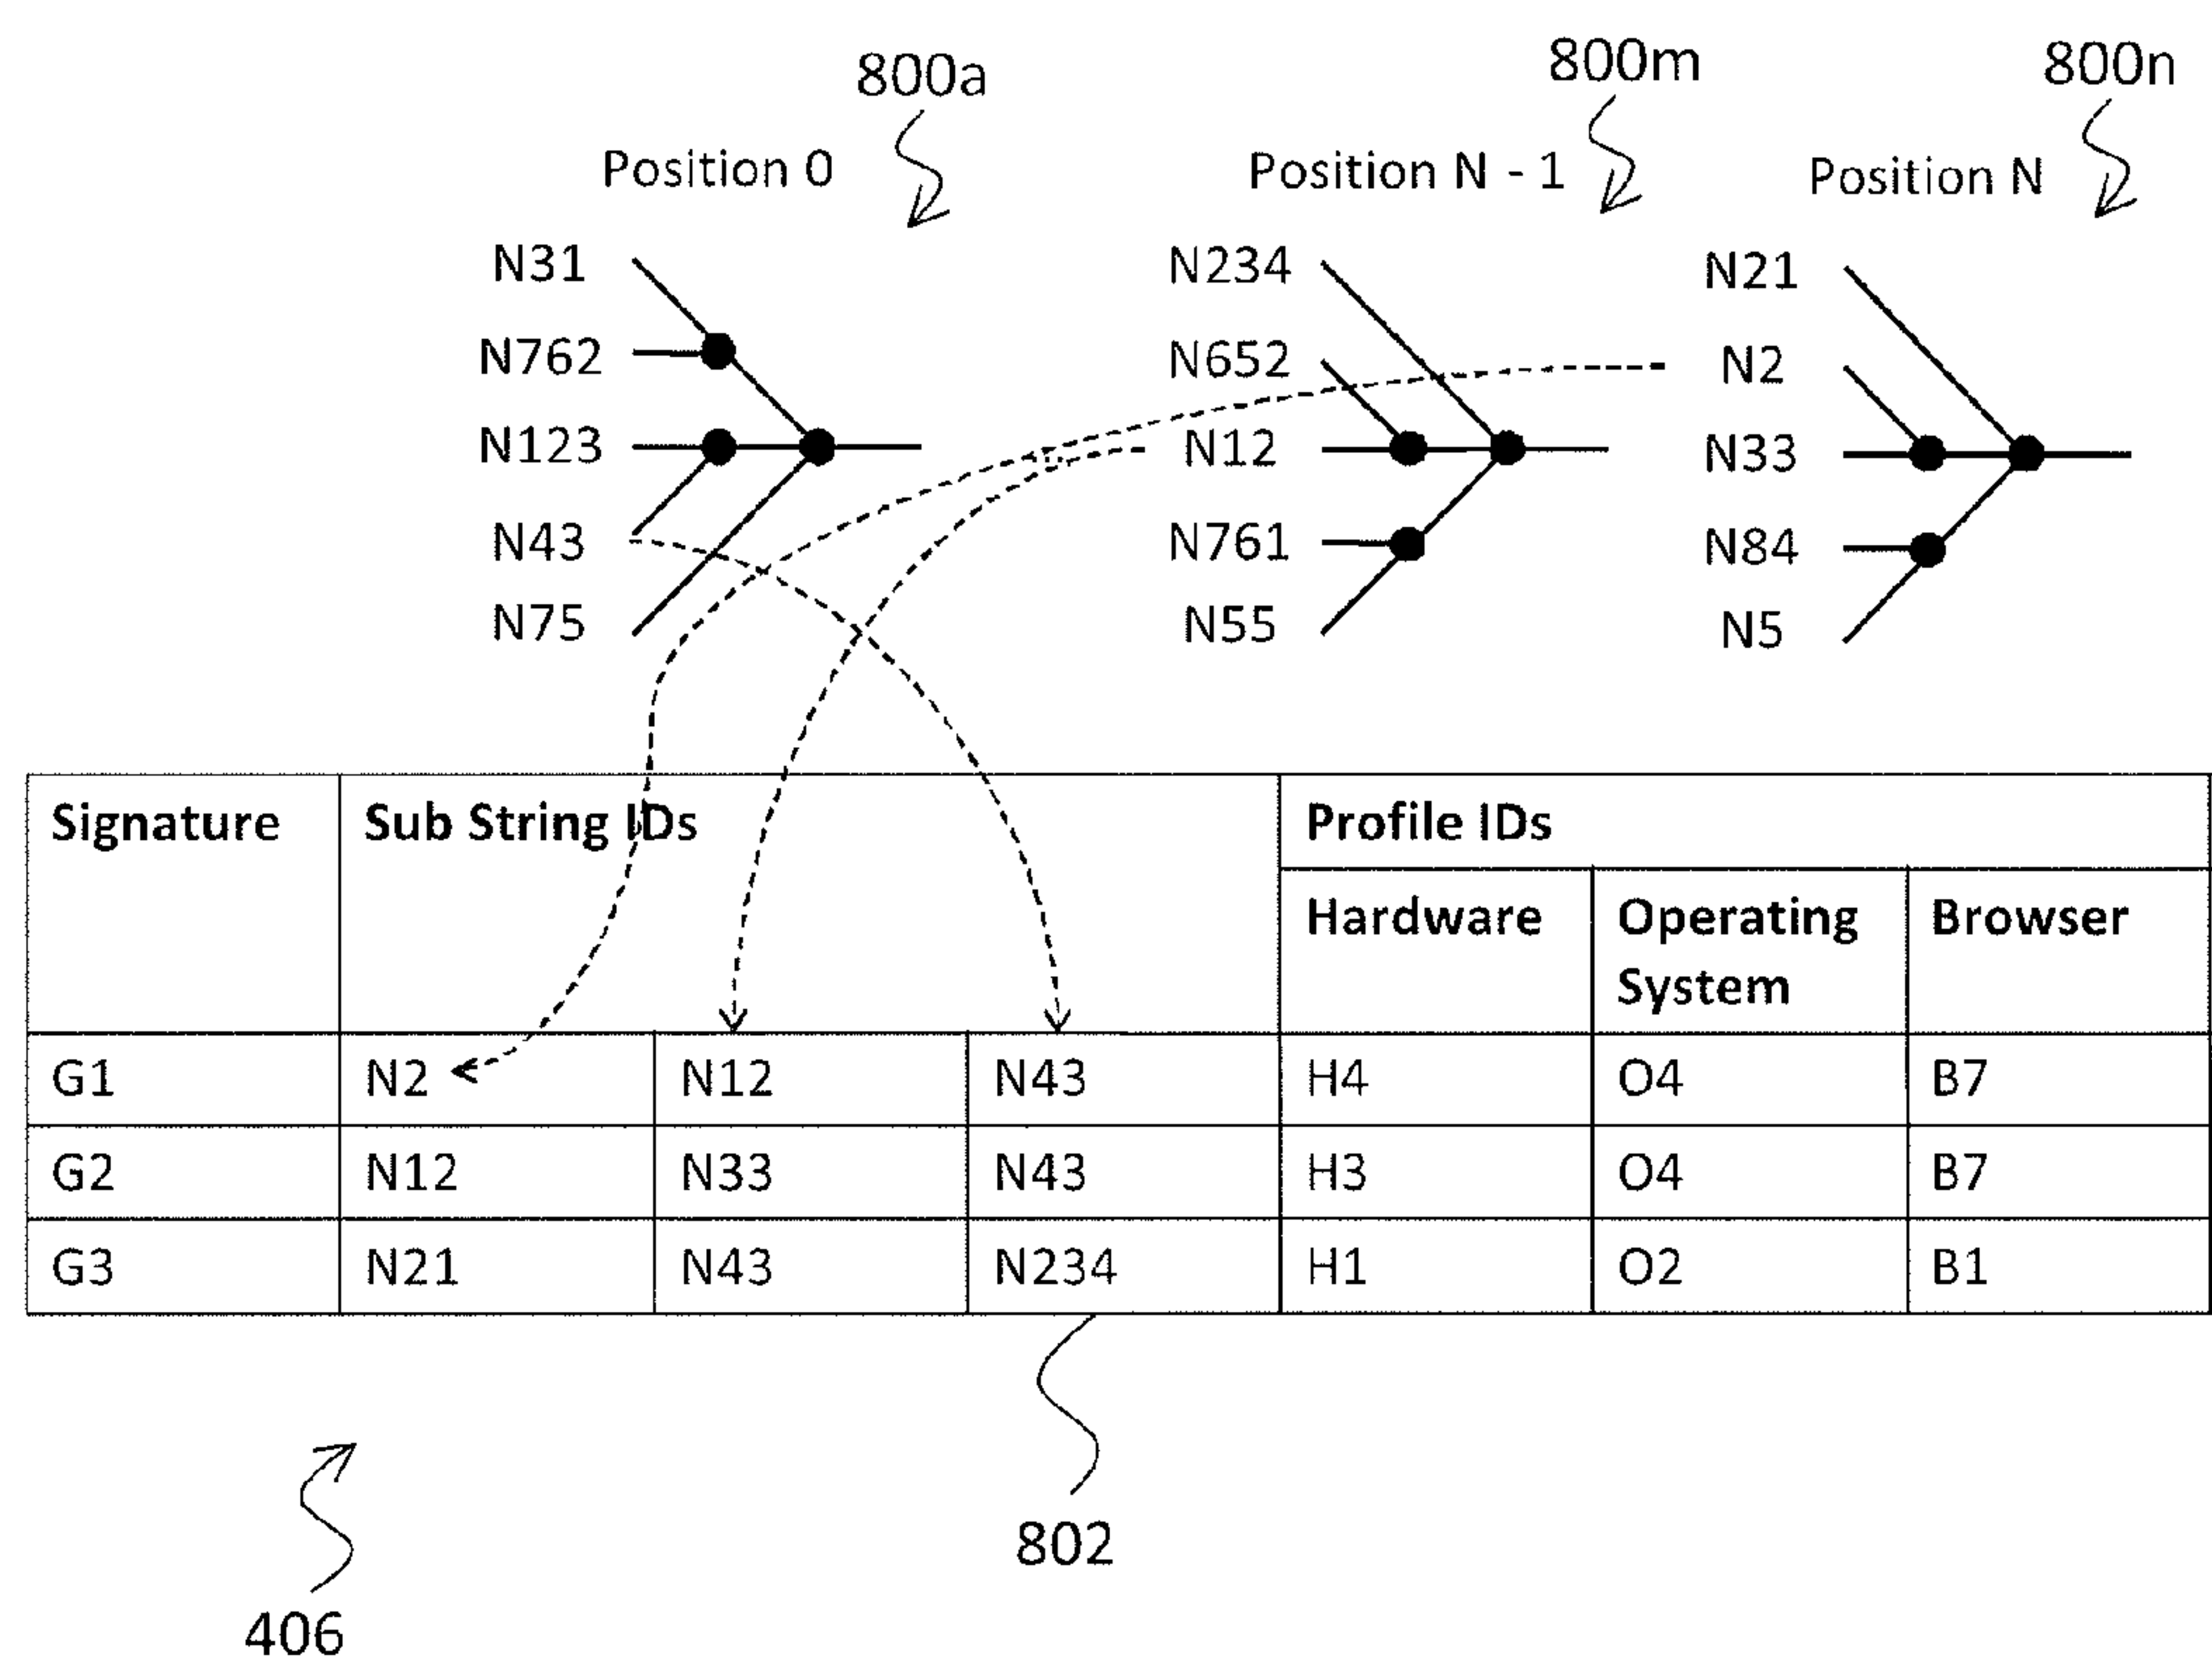 800a
800m
800n
Position 0
Position N - 1
Position N
N31
N762
N123
N43
N75
N234
N652
N12
N761
N55
N21
N2
N33
N84
N5
Signature
Sub String IDs
Profile IDs
Hardware
Operating
System
Browser
G1 N2 N12 N43 H4 O4 B7
G2 N12 N33 N43 H3 O4 B7
G3 N21 N43 N234 H1 O2 B1
802
406